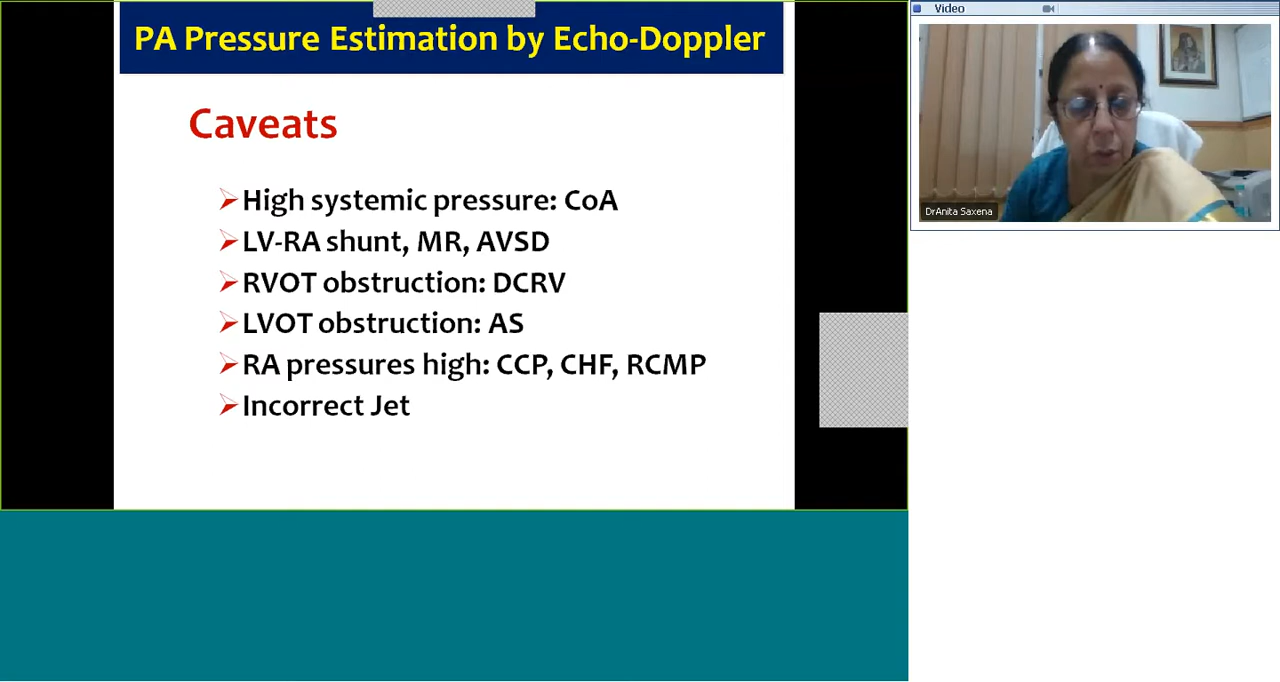 PA Pressure Estimation by Echo-Doppler
Caveats
High systemic pressure: CoA
LV-RA shunt, MR, AVSD
RVOT obstruction: DCRV
LVOT obstruction: AS
RA pressures high: CCP, CHF, RCMP
Incorrect Jet
Video
DrAnita Saxena